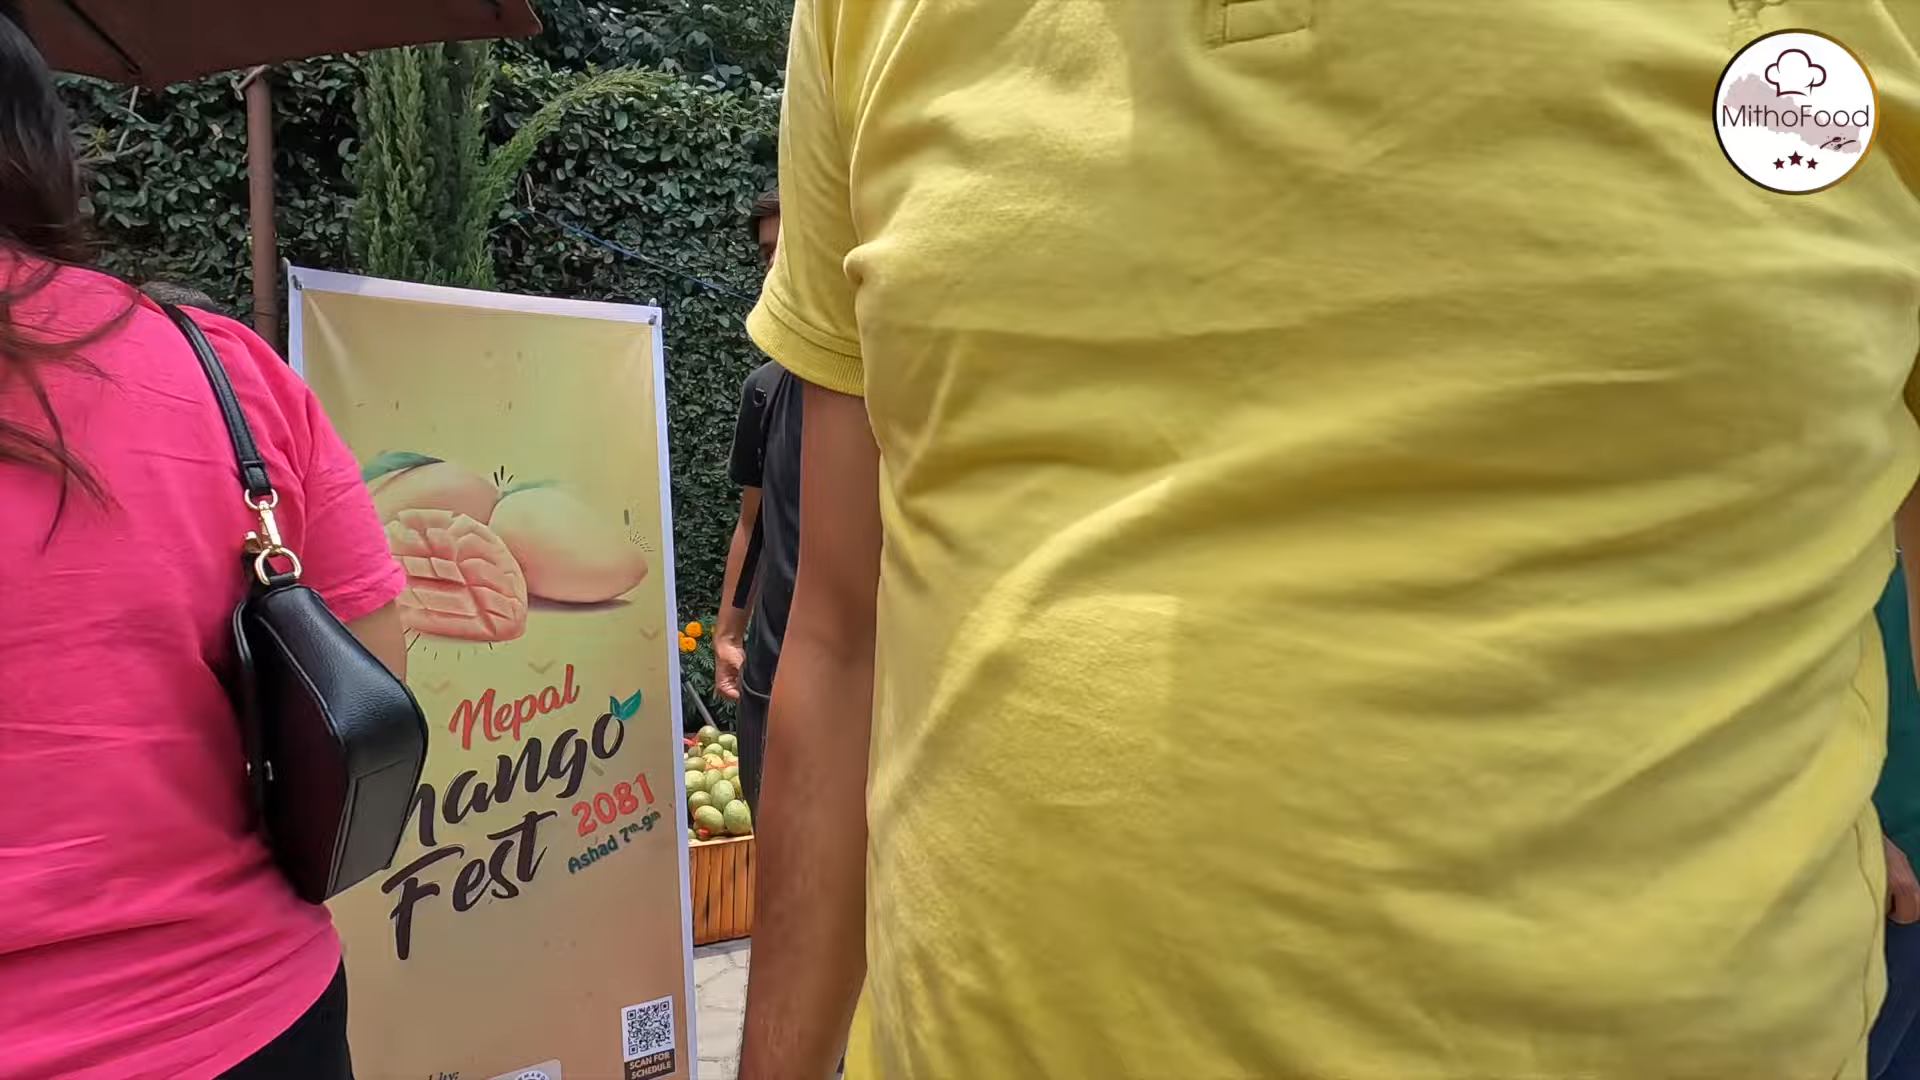 MithoFood
Nepal
mango
Fest
2081
Ashad 7th-9th
SCAN FOR
SCHEDULE